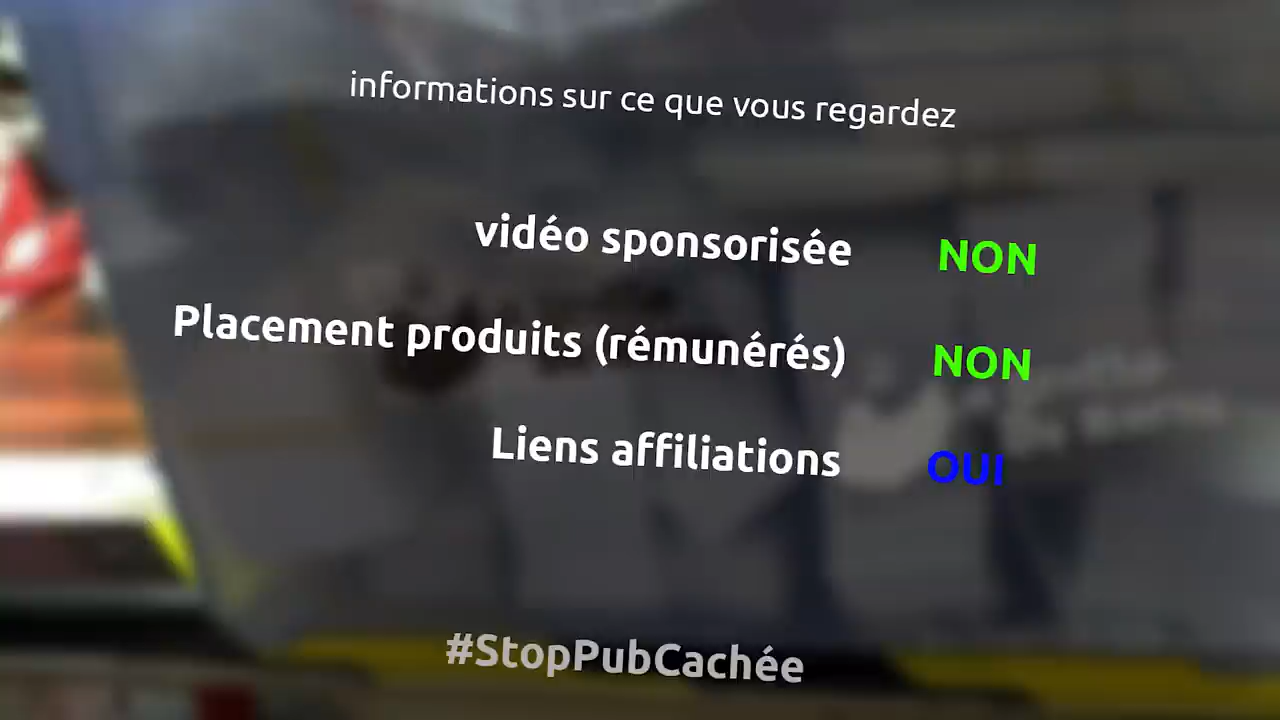 informations sur ce que vous regardez
vidéo sponsorisée NON
Placement produits (rémunérés) NON
Liens affiliations OUI
#StopPubCachée